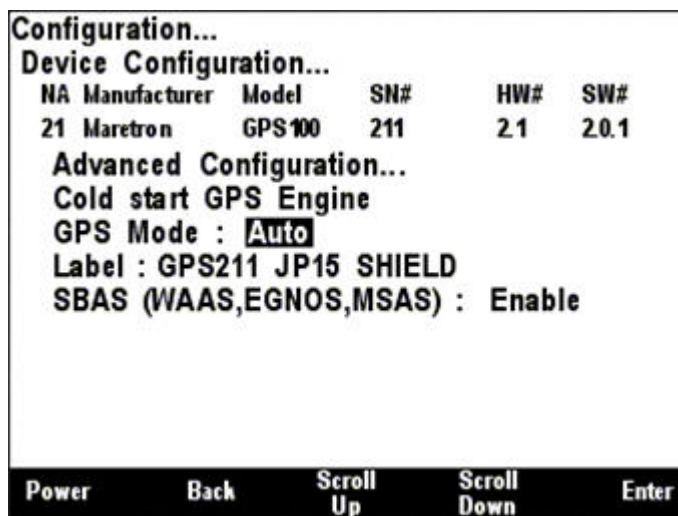 Configuration...
Device Configuration...
NA Manufacturer Model SN# HW# SW#
21 Maretron GPS100 211 2.1 2.0.1
Advanced Configuration...
Cold start GPS Engine
GPS Mode : Auto
Label : GPS211 JP15 SHIELD
SBAS (WAAS,EGNOS,MSAS) : Enable
Power Back Scroll Up Scroll Down Enter